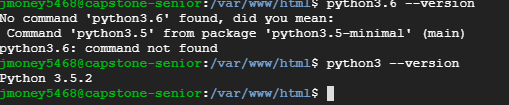 jmoney5468@capstone-senior:/var/www/html$ python3.6 --version
No command 'python3.6' found, did you mean:
 Command 'python3.5' from package 'python3.5-minimal' (main)
python3.6: command not found
jmoney5468@capstone-senior:/var/www/html$ python3 --version
Python 3.5.2
jmoney5468@capstone-senior:/var/www/html$